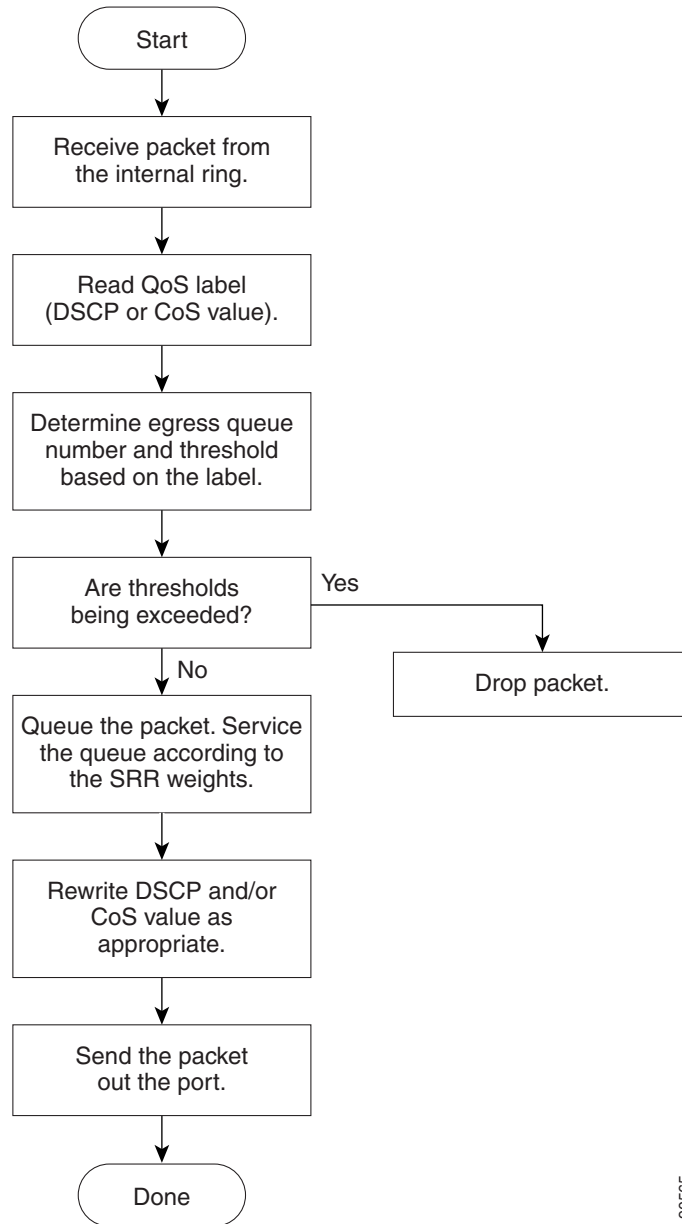 Start
Receive packet from
the internal ring.
Read QoS label
(DSCP or CoS value).
Determine egress queue
number and threshold
based on the label.
Are thresholds
being exceeded?
Yes
Drop packet.
No
Queue the packet. Service
the queue according to
the SRR weights.
Rewrite DSCP and/or
CoS value as
appropriate.
Send the packet
out the port.
Done